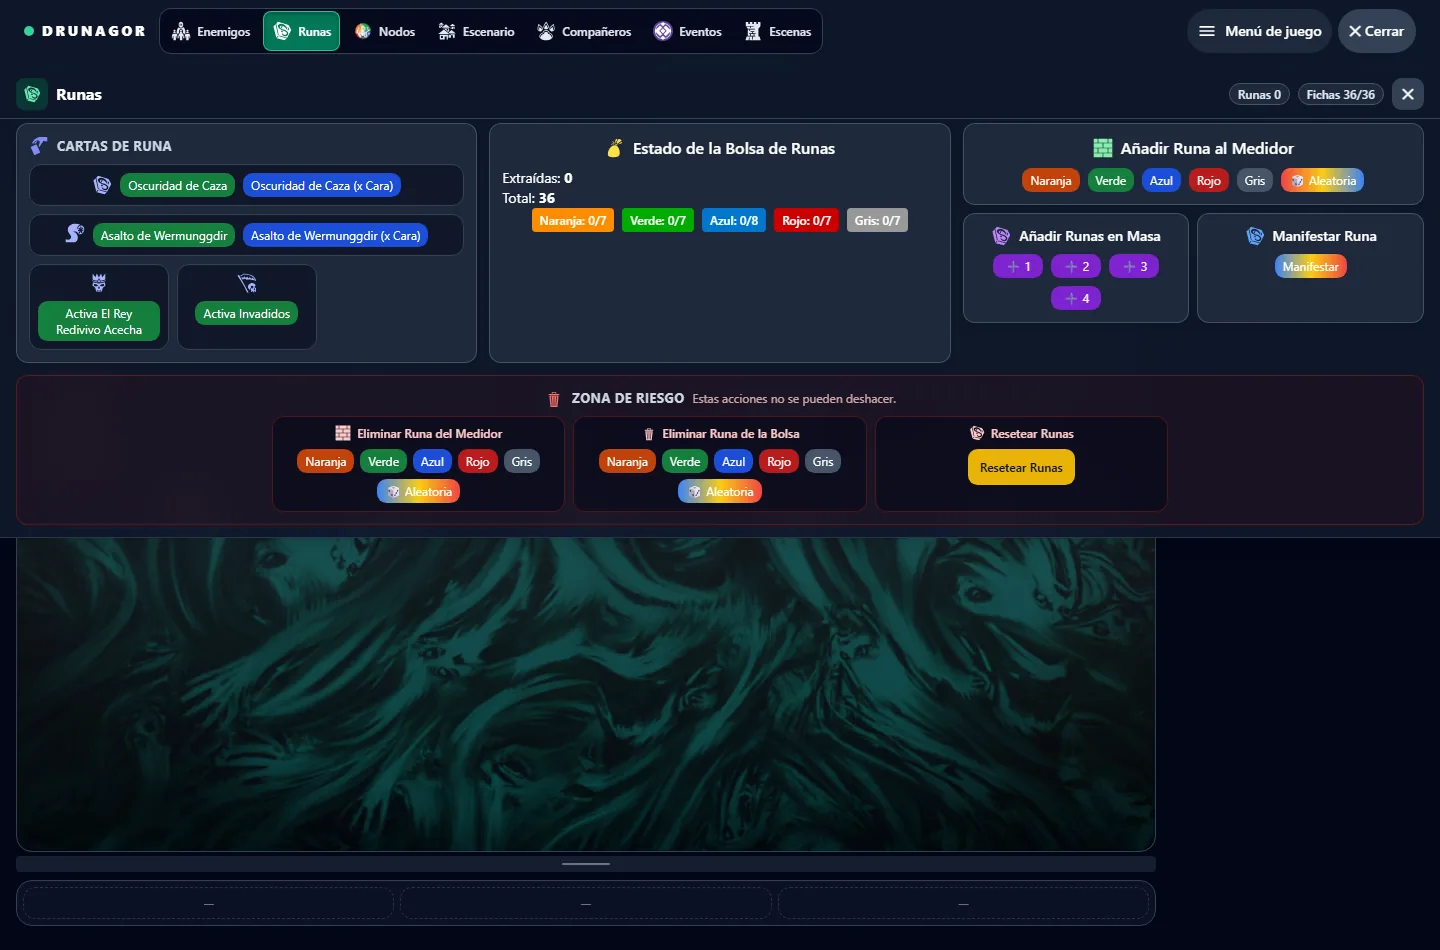 DRUNAGOR
Enemigos
Runas
Nodos
Escenario
Compañeros
Eventos
Escenas
Menú de juego
Cerrar
Runas
Runas 0
Fichas 36/36
CARTAS DE RUNA
Oscuridad de Caza
Oscuridad de Caza (x Cara)
Asalto de Wermunggdir
Asalto de Wermunggdir (x Cara)
Activa El Rey
Redivivo Acecha
Activa Invadidos
Estado de la Bolsa de Runas
Extraídas: 0
Total: 36
Naranja: 0/7
Verde: 0/7
Azul: 0/8
Rojo: 0/7
Gris: 0/7
Añadir Runa al Medidor
Naranja
Verde
Azul
Rojo
Gris
Aleatoria
Añadir Runas en Masa
1
2
3
4
Manifestar Runa
Manifestar
ZONA DE RIESGO Estas acciones no se pueden deshacer.
Eliminar Runa del Medidor
Naranja
Verde
Azul
Rojo
Gris
Aleatoria
Eliminar Runa de la Bolsa
Naranja
Verde
Azul
Rojo
Gris
Aleatoria
Resetear Runas
Resetear Runas
—
—
—